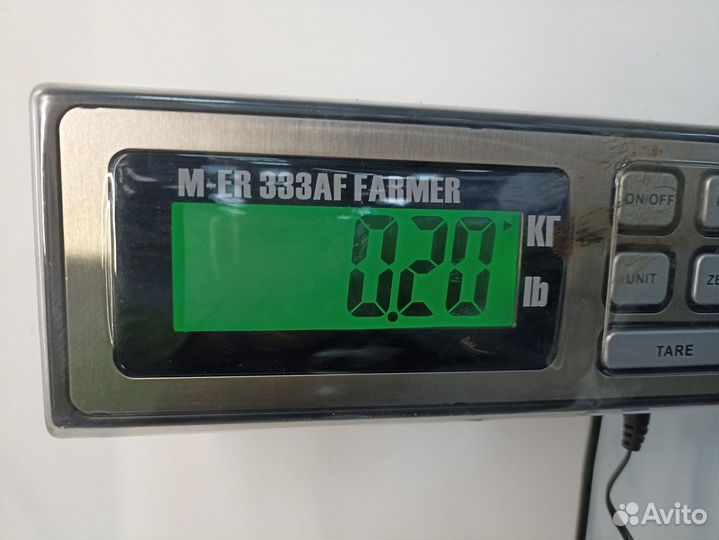 M-ER 333AF FARMER
0.20 КГ
lb
ON/OFF
UNIT
ZE
TARE
Avito